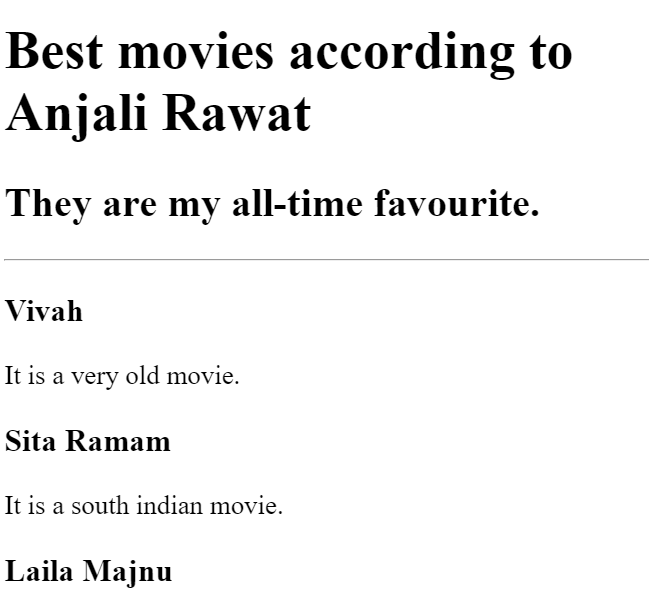 Best movies according to
Anjali Rawat
They are my all-time favourite.
Vivah
It is a very old movie.
Sita Ramam
It is a south indian movie.
Laila Majnu